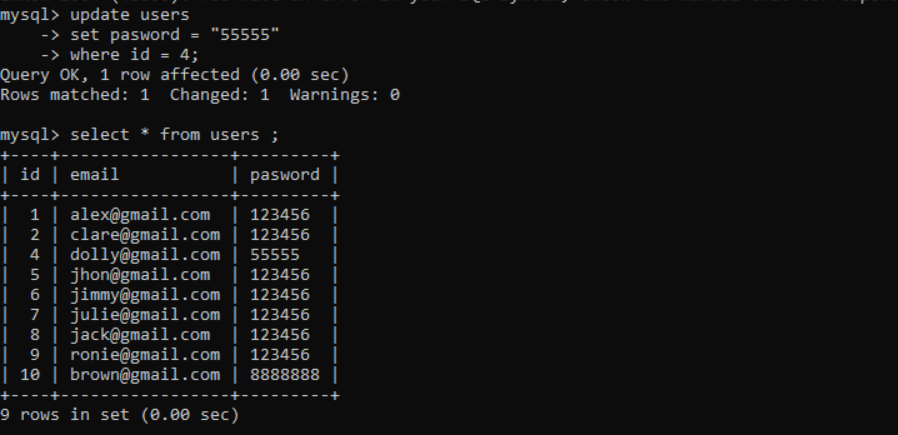 mysql> update users
    -> set pasword = "55555"
    -> where id = 4;
Query OK, 1 row affected (0.00 sec)
Rows matched: 1  Changed: 1  Warnings: 0
mysql> select * from users ;
+----+-----------------+---------+
| id | email           | pasword |
+----+-----------------+---------+
|  1 | alex@gmail.com  | 123456  |
|  2 | clare@gmail.com | 123456  |
|  4 | dolly@gmail.com | 55555   |
|  5 | jhon@gmail.com  | 123456  |
|  6 | jimmy@gmail.com | 123456  |
|  7 | julie@gmail.com | 123456  |
|  8 | jack@gmail.com  | 123456  |
|  9 | ronie@gmail.com | 123456  |
| 10 | brown@gmail.com | 8888888 |
+----+-----------------+---------+
9 rows in set (0.00 sec)